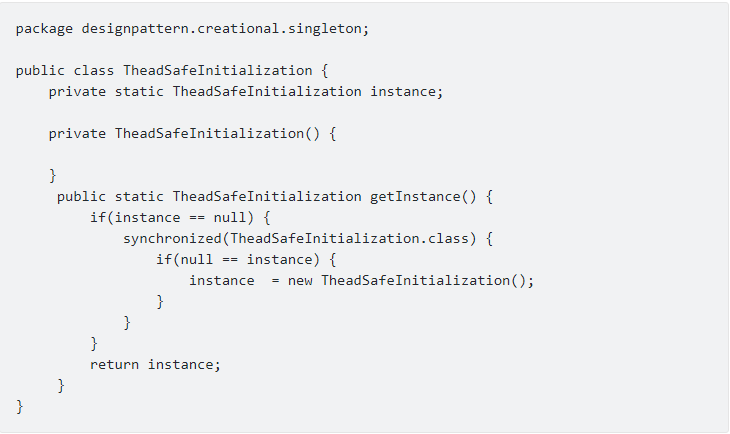 package designpattern.creational.singleton;

public class TheadSafeInitialization {
    private static TheadSafeInitialization instance;

    private TheadSafeInitialization() {

    }
     public static TheadSafeInitialization getInstance() {
         if(instance == null) {
             synchronized(TheadSafeInitialization.class) {
                 if(null == instance) {
                     instance  = new TheadSafeInitialization();
                 }
             }
         }
         return instance;
     }
}